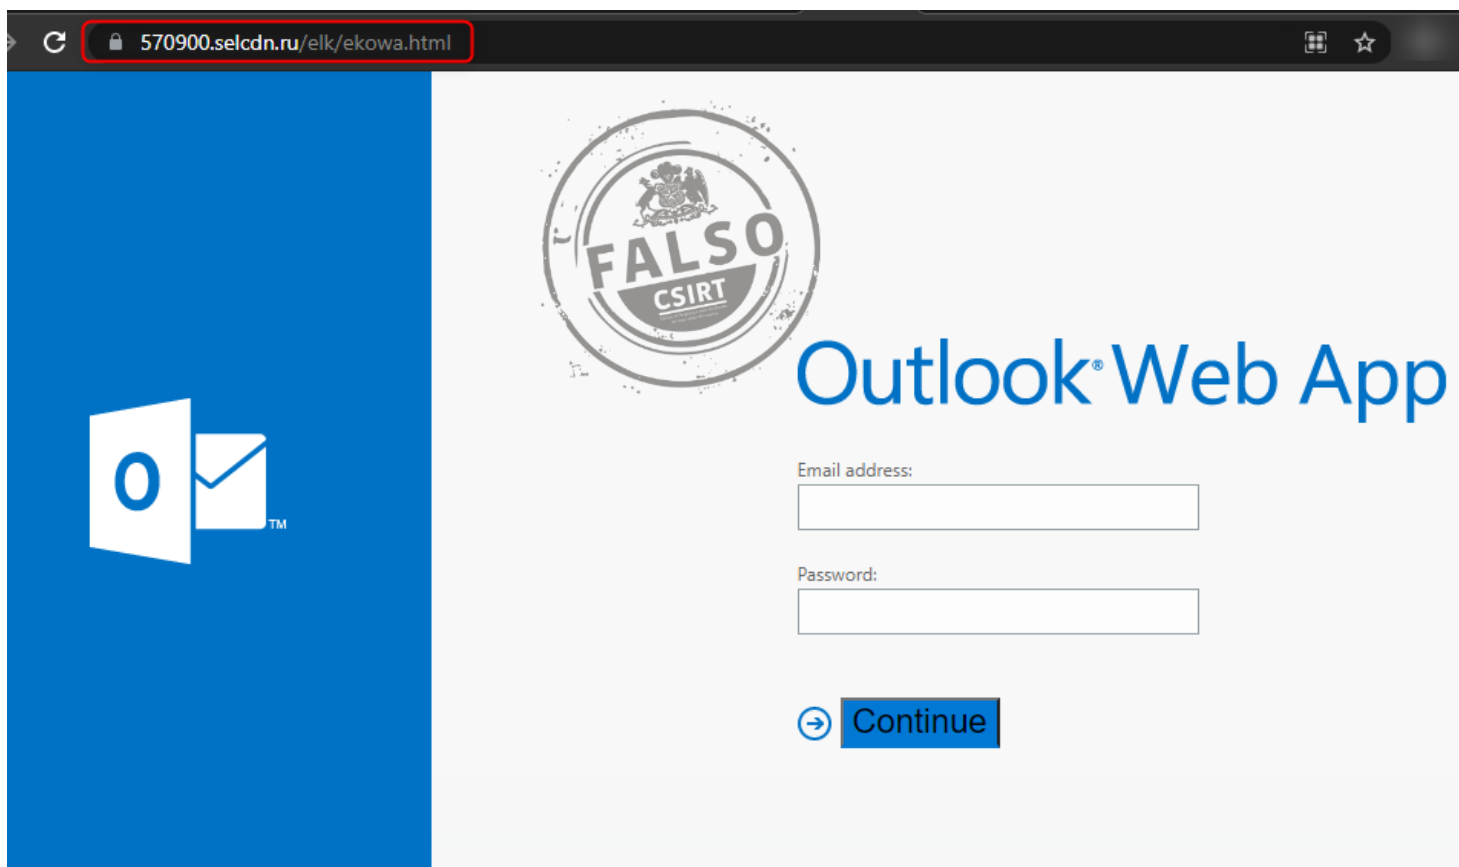 570900.selcdn.ru/elk/ekowa.html
FALSO
CSIRT
Outlook® Web App
O
TM
Email address:
Password:
Continue